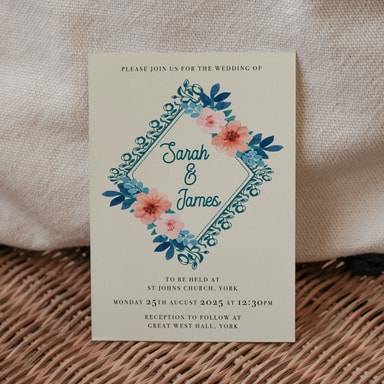 PLEASE JOIN US FOR THE WEDDING OF
Sarah
&
James
TO BE HELD AT
ST JOHNS CHURCH, YORK
MONDAY 25TH AUGUST 2025 AT 12:30PM
RECEPTION TO FOLLOW AT
GREAT WEST HALL, YORK